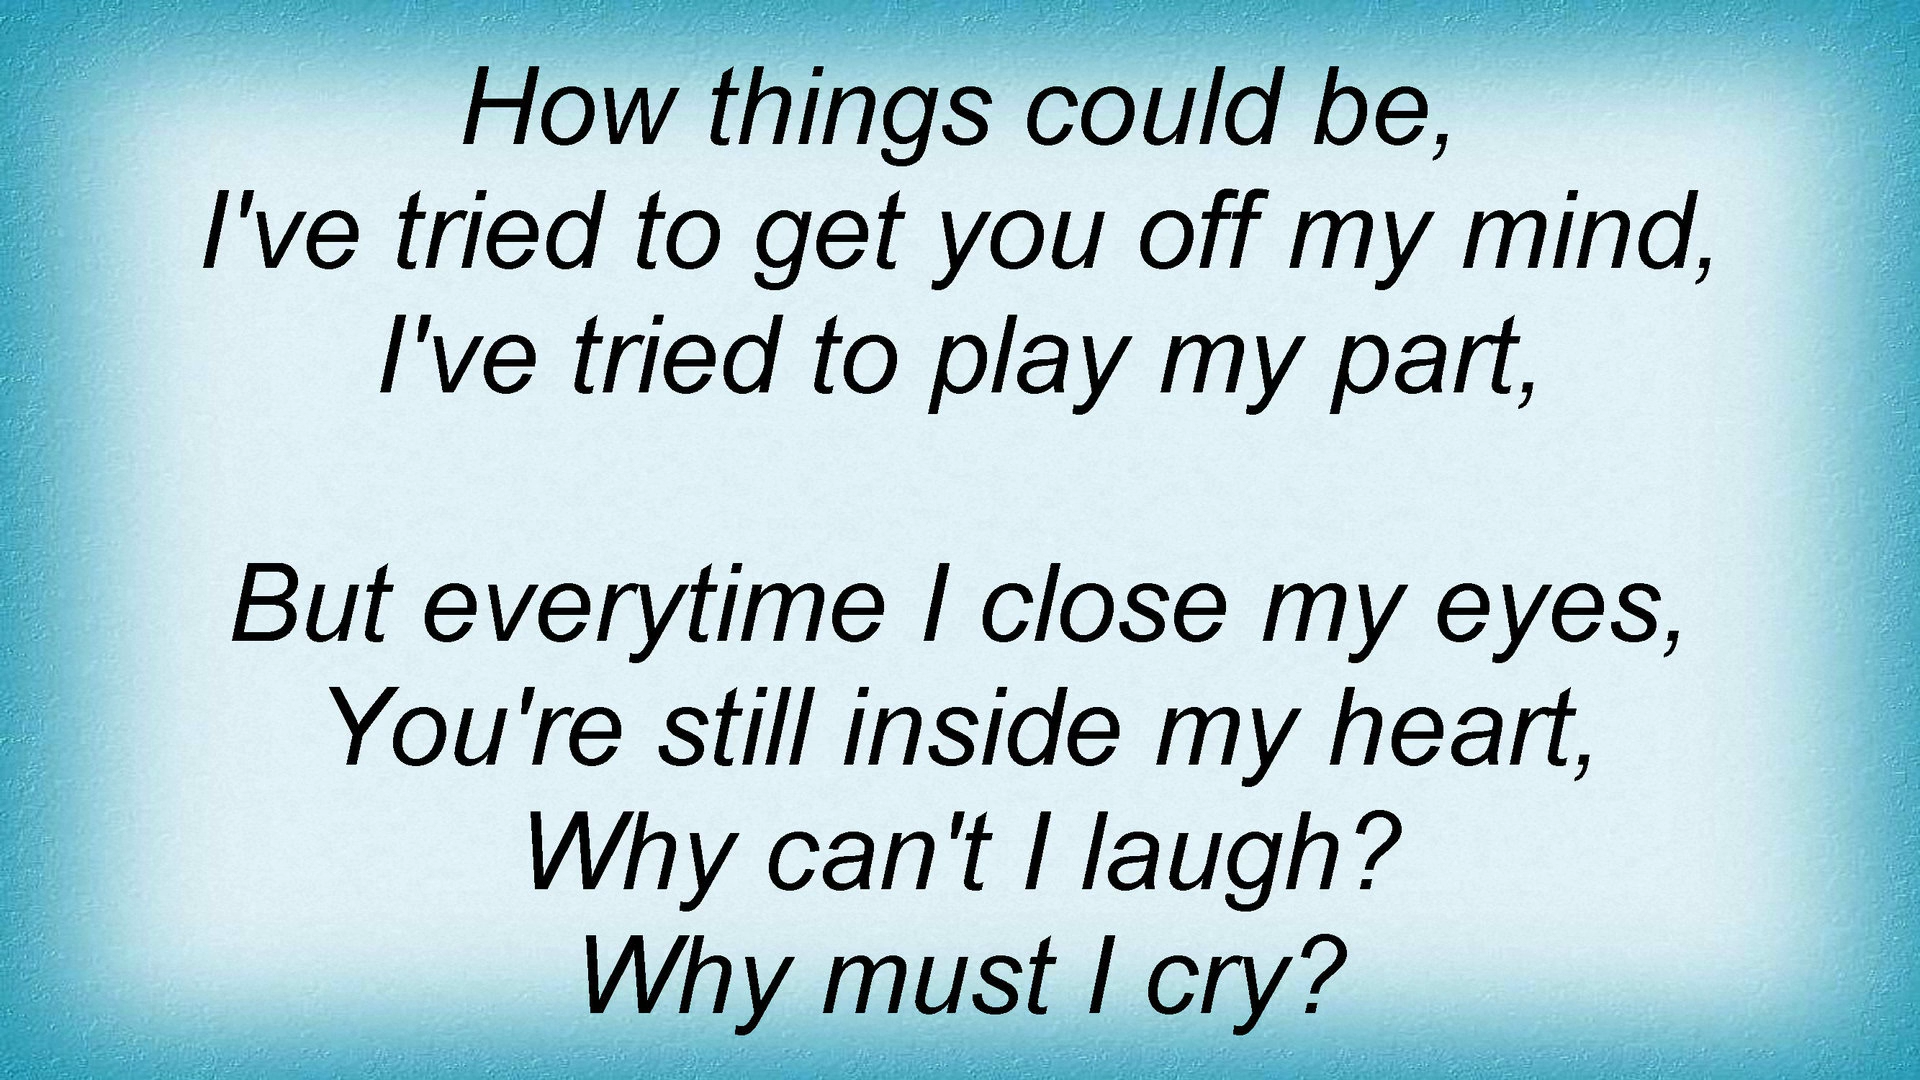 How things could be,
I've tried to get you off my mind,
I've tried to play my part,
But everytime I close my eyes,
You're still inside my heart,
Why can't I laugh?
Why must I cry?